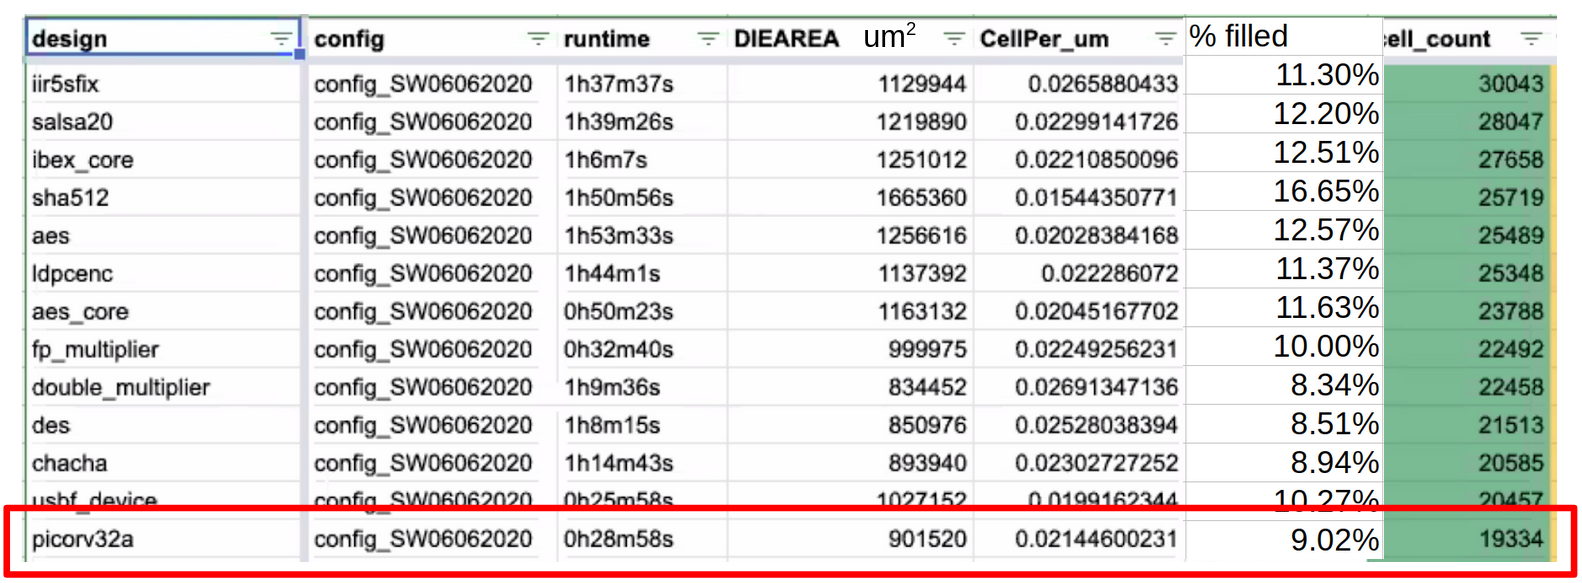 design config runtime DIEAREA um² CellPer_um % filled cell_count
iir5sfix config_SW06062020 1h37m37s 1129944 0.0265880433 11.30% 30043
salsa20 config_SW06062020 1h39m26s 1219890 0.02299141726 12.20% 28047
ibex_core config_SW06062020 1h6m7s 1251012 0.02210850096 12.51% 27658
sha512 config_SW06062020 1h50m56s 1665360 0.01544350771 16.65% 25719
aes config_SW06062020 1h53m33s 1256616 0.02028384168 12.57% 25489
ldpcenc config_SW06062020 1h44m1s 1137392 0.022286072 11.37% 25348
aes_core config_SW06062020 0h50m23s 1163132 0.02045167702 11.63% 23788
fp_multiplier config_SW06062020 0h32m40s 999975 0.02249256231 10.00% 22492
double_multiplier config_SW06062020 1h9m36s 834452 0.02691347136 8.34% 22458
des config_SW06062020 1h8m15s 850976 0.02528038394 8.51% 21513
chacha config_SW06062020 1h14m43s 893940 0.02302727252 8.94% 20585
usbf_device config_SW06062020 0h25m58s 1027152 0.0199162344 10.27% 20457
picorv32a config_SW06062020 0h28m58s 901520 0.02144600231 9.02% 19334